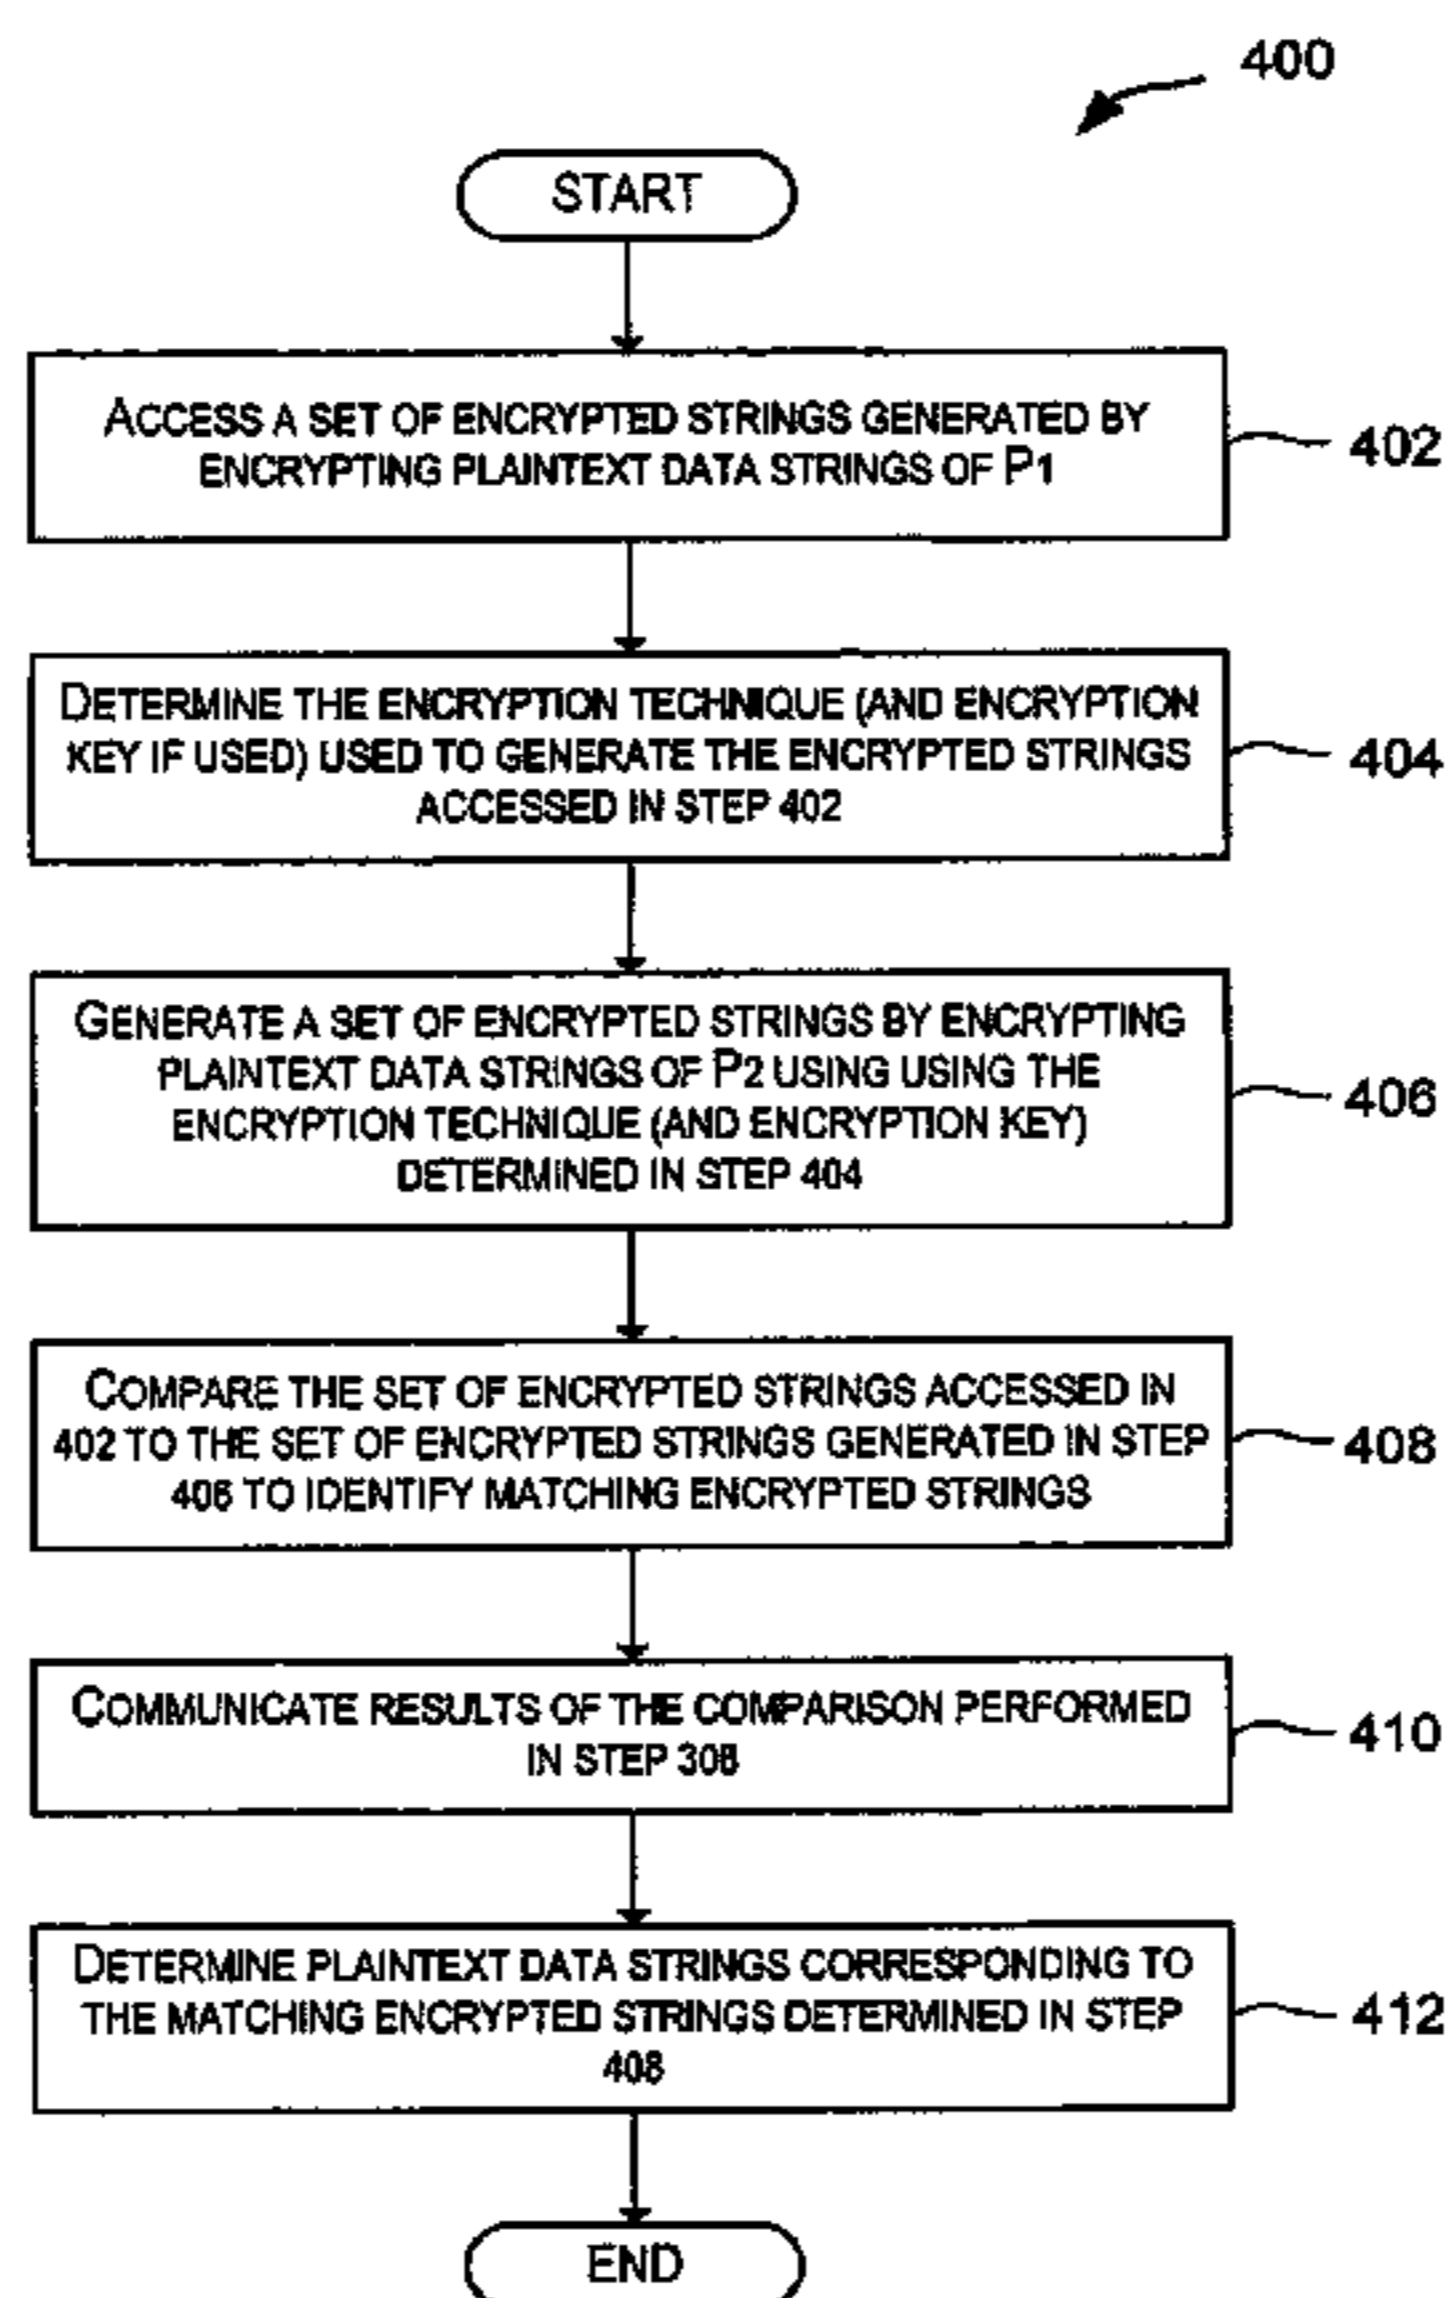 400
START
ACCESS A SET OF ENCRYPTED STRINGS GENERATED BY
ENCRYPTING PLAINTEXT DATA STRINGS OF P1
402
DETERMINE THE ENCRYPTION TECHNIQUE (AND ENCRYPTION
KEY IF USED) USED TO GENERATE THE ENCRYPTED STRINGS
ACCESSED IN STEP 402
404
GENERATE A SET OF ENCRYPTED STRINGS BY ENCRYPTING
PLAINTEXT DATA STRINGS OF P2 USING USING THE
ENCRYPTION TECHNIQUE (AND ENCRYPTION KEY)
DETERMINED IN STEP 404
406
COMPARE THE SET OF ENCRYPTED STRINGS ACCESSED IN
402 TO THE SET OF ENCRYPTED STRINGS GENERATED IN STEP
406 TO IDENTIFY MATCHING ENCRYPTED STRINGS
408
COMMUNICATE RESULTS OF THE COMPARISON PERFORMED
IN STEP 308
410
DETERMINE PLAINTEXT DATA STRINGS CORRESPONDING TO
THE MATCHING ENCRYPTED STRINGS DETERMINED IN STEP
408
412
END